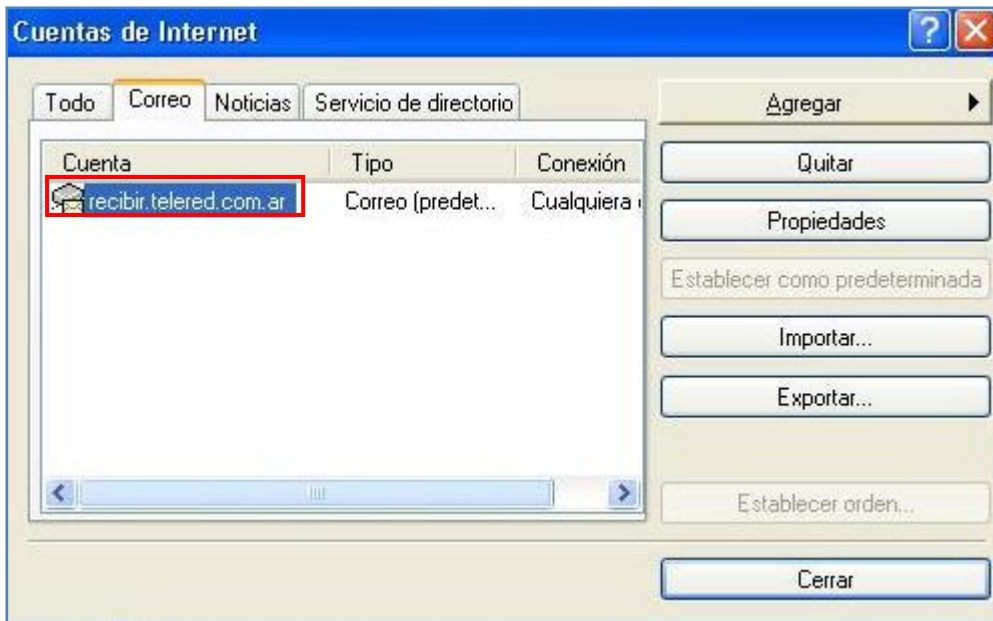 Cuentas de Internet
Todo Correo Noticias Servicio de directorio
Agregar
Cuenta Tipo Conexión
Quitar
recibir.telered.com.ar Correo (predet... Cualquiera
Propiedades
Establecer como predeterminada
Importar...
Exportar...
Establecer orden...
Cerrar